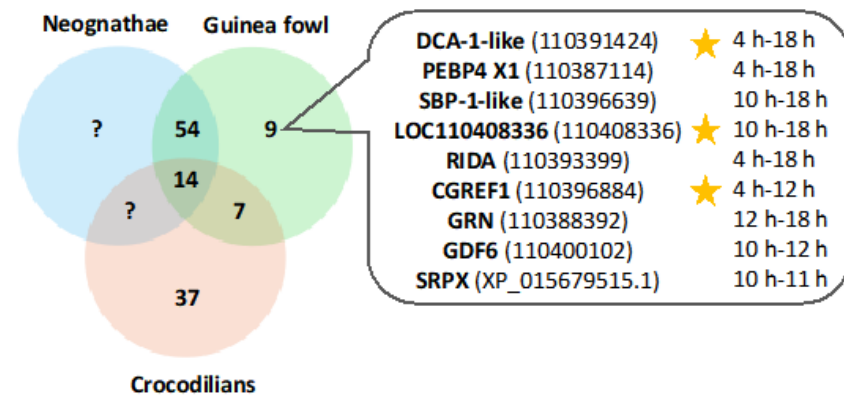 Neognathae
Guinea fowl
?
54
9
14
?
7
37
Crocodilians
DCA-1-like (110391424) 4 h-18 h
PEBP4 X1 (110387114) 4 h-18 h
SBP-1-like (110396639) 10 h-18 h
LOC110408336 (110408336) 10 h-18 h
RIDA (110393399) 4 h-18 h
CGREF1 (110396884) 4 h-12 h
GRN (110388392) 12 h-18 h
GDF6 (110400102) 10 h-12 h
SRPX (XP_015679515.1) 10 h-11 h